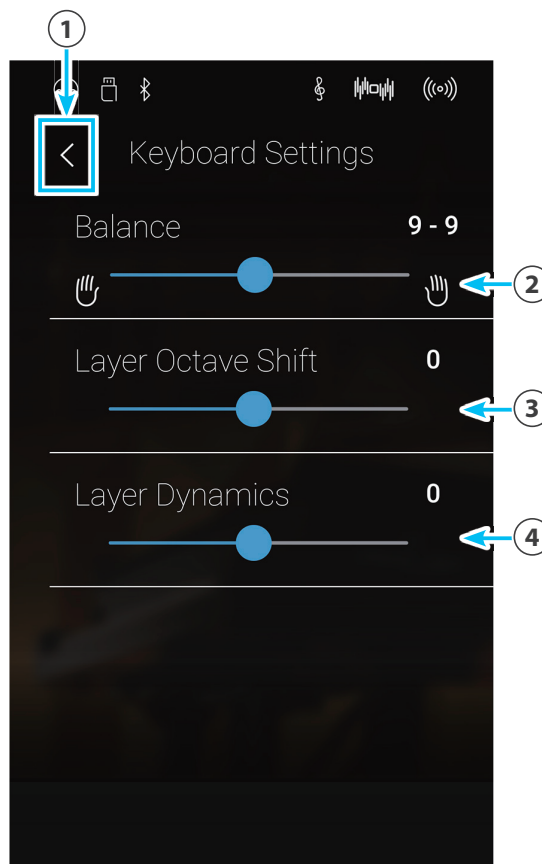 1
Keyboard Settings
Balance 9 - 9
2
Layer Octave Shift 0
3
Layer Dynamics 0
4